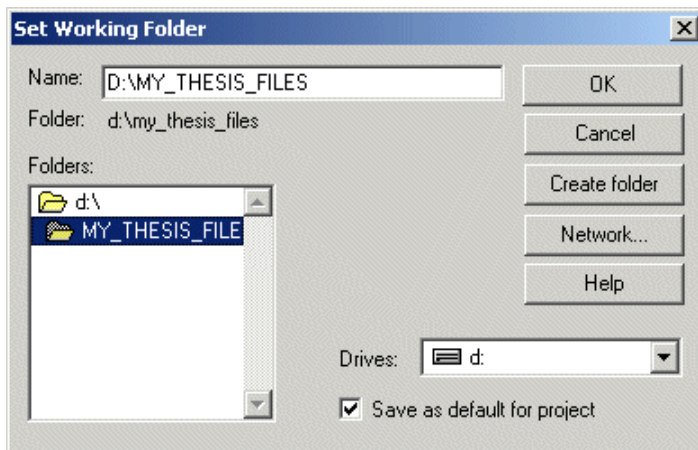 Set Working Folder
Name: D:\MY_THESIS_FILES
OK
Folder: d:\my_thesis_files
Cancel
Folders:
Create folder
d:\
MY_THESIS_FILE
Network...
Help
Drives: d:
Save as default for project